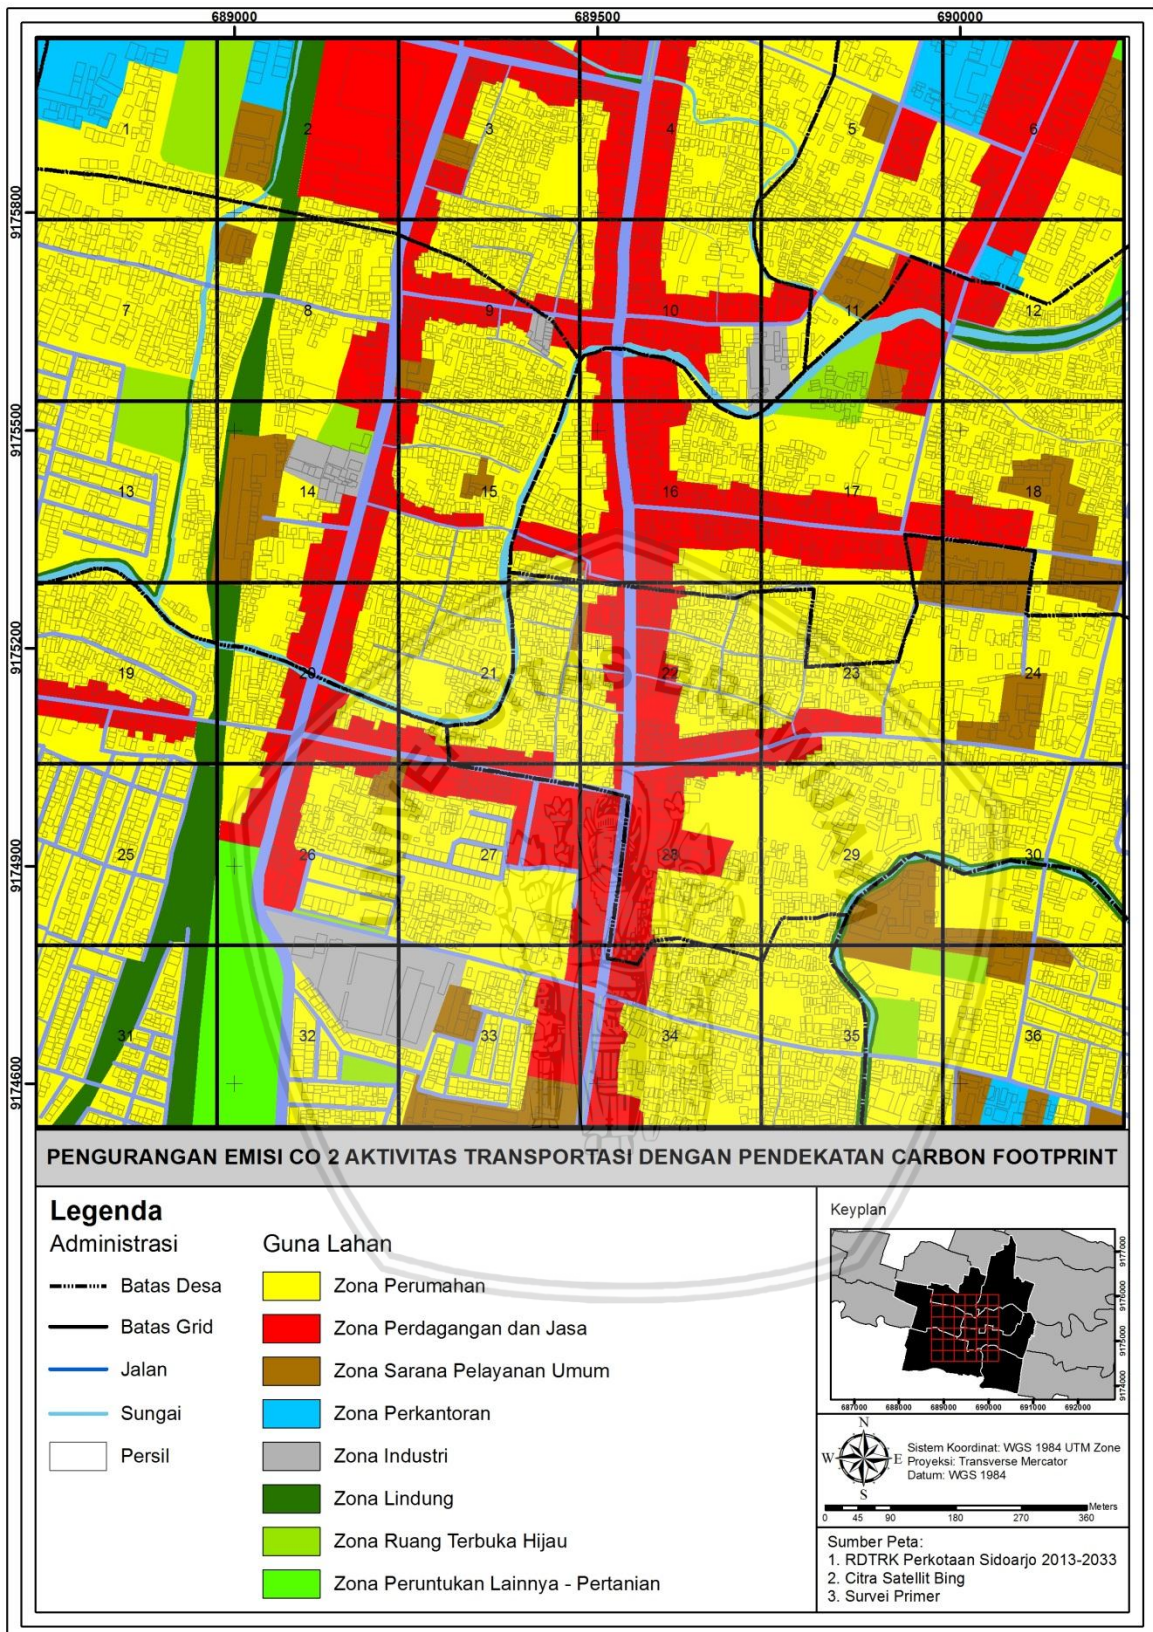 689000 689500 690000
9175800
9175500
9175200
9174900
9174600
1 2 3 4 5 6
7 8 9 10 11 12
13 14 15 16 17 18
19 20 21 22 23 24
25 26 27 28 29 30
31 32 33 34 35 36
UNIVERSITAS BRAWIJAYA
PENGURANGAN EMISI CO 2 AKTIVITAS TRANSPORTASI DENGAN PENDEKATAN CARBON FOOTPRINT
Legenda
Administrasi
Batas Desa
Batas Grid
Jalan
Sungai
Persil
Guna Lahan
Zona Perumahan
Zona Perdagangan dan Jasa
Zona Sarana Pelayanan Umum
Zona Perkantoran
Zona Industri
Zona Lindung
Zona Ruang Terbuka Hijau
Zona Peruntukan Lainnya - Pertanian
Keyplan
9177000
9176000
9175000
9174000
687000 688000 689000 690000 691000 692000
N
W E
S
Sistem Koordinat: WGS 1984 UTM Zone
Proyeksi: Transverse Mercator
Datum: WGS 1984
Meters
0 45 90 180 270 360
Sumber Peta:
1. RDTRK Perkotaan Sidoarjo 2013-2033
2. Citra Satellit Bing
3. Survei Primer